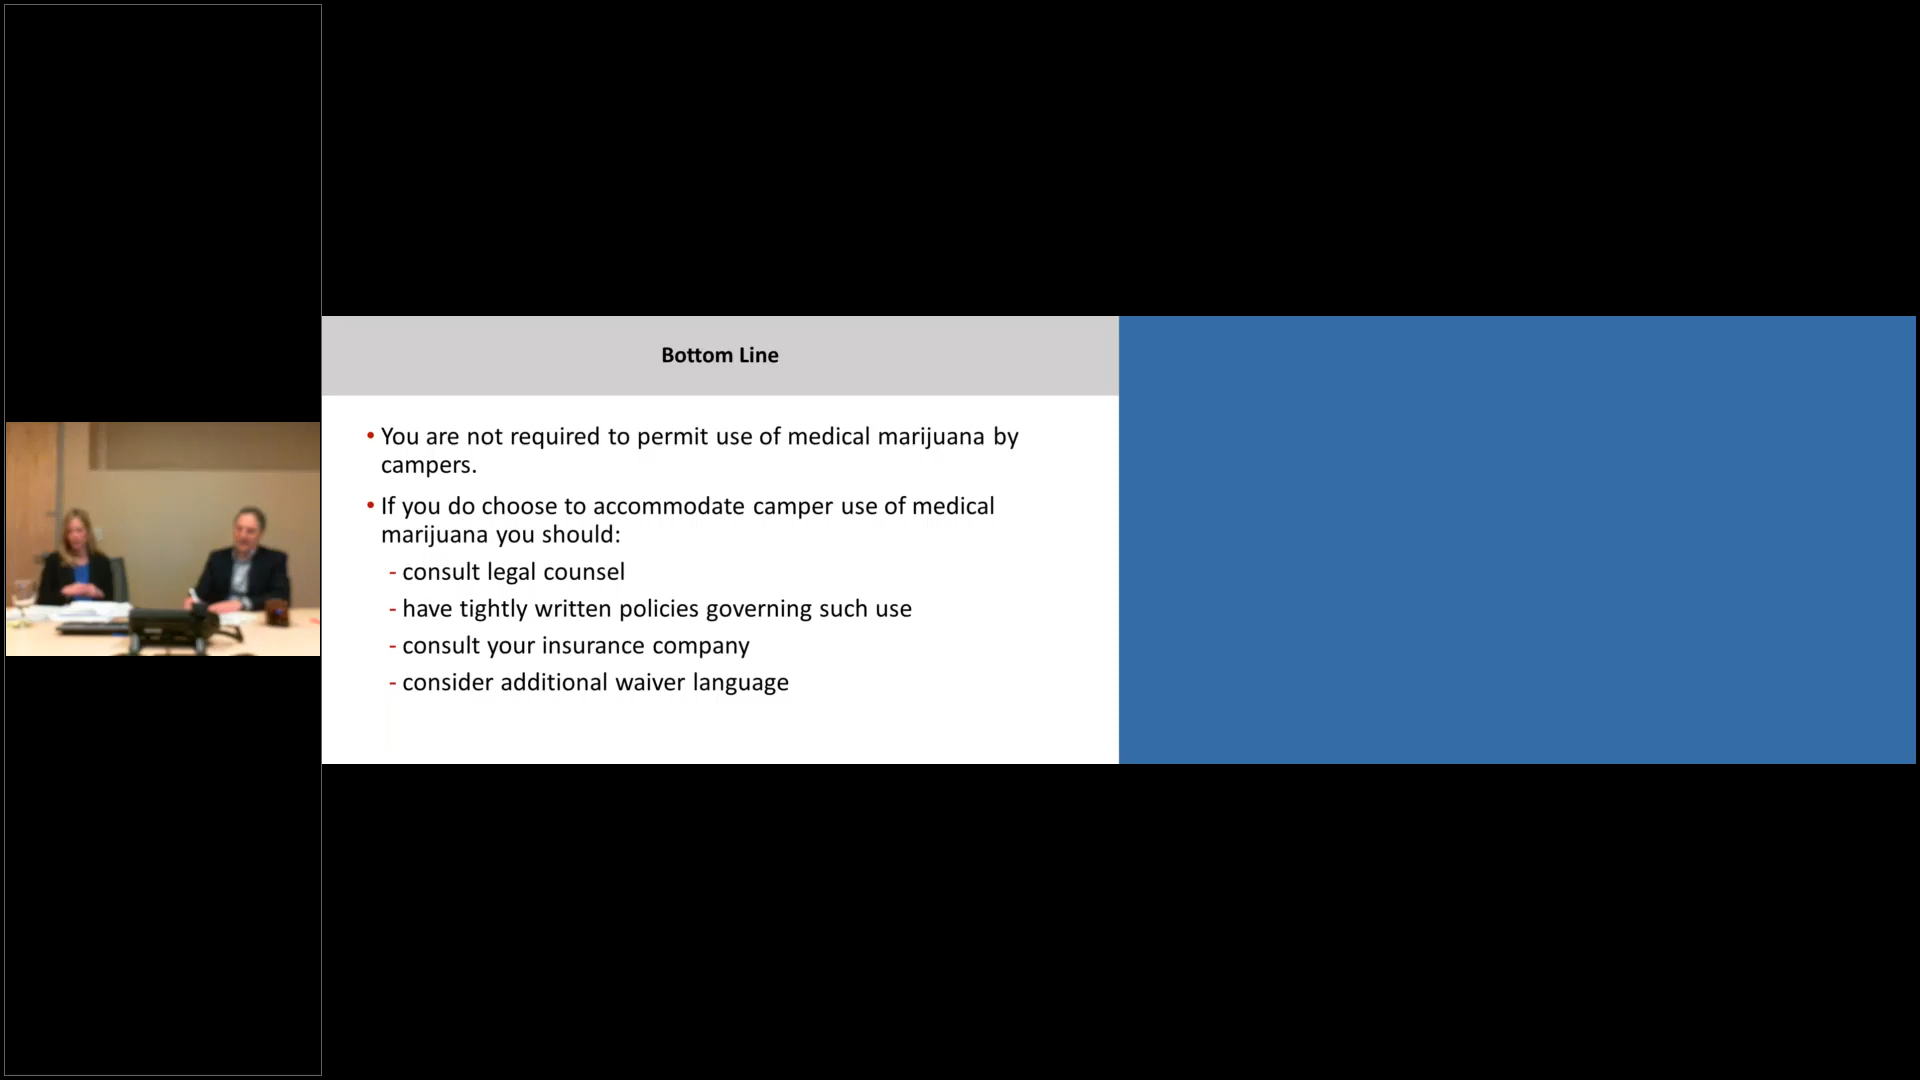 Bottom Line
• You are not required to permit use of medical marijuana by
campers.
• If you do choose to accommodate camper use of medical
marijuana you should:
- consult legal counsel
- have tightly written policies governing such use
- consult your insurance company
- consider additional waiver language